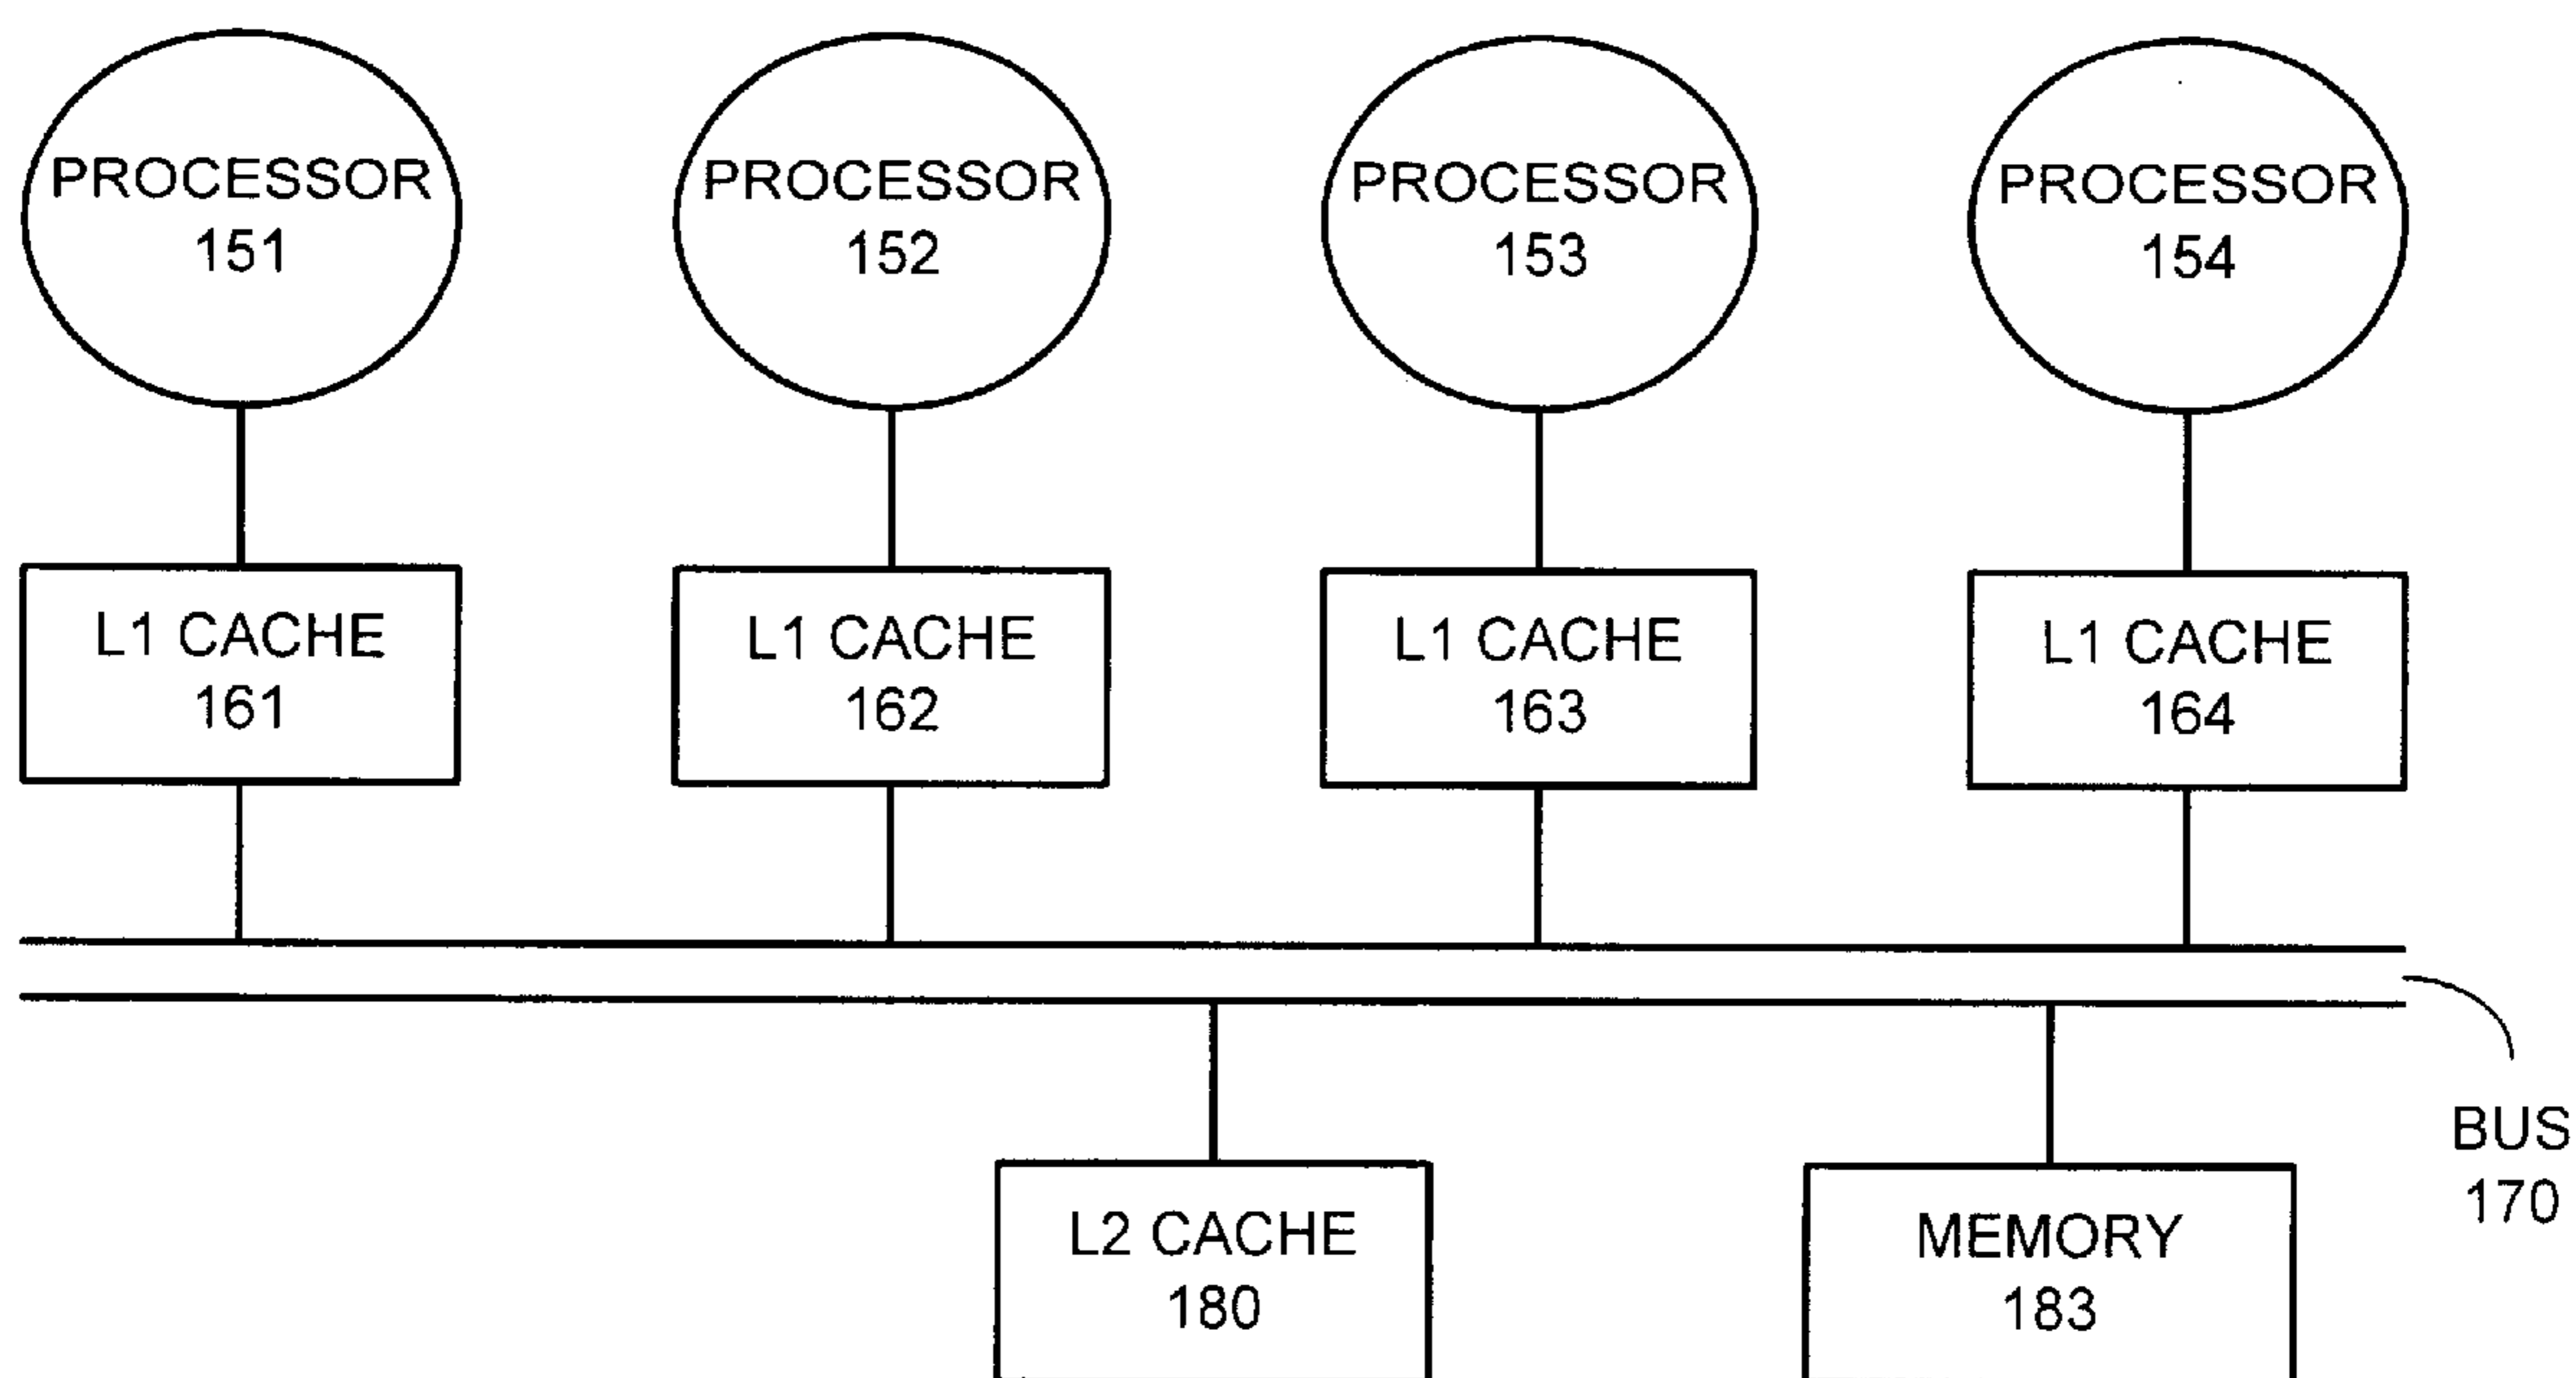 PROCESSOR
151
PROCESSOR
152
PROCESSOR
153
PROCESSOR
154
L1 CACHE
161
L1 CACHE
162
L1 CACHE
163
L1 CACHE
164
BUS
170
L2 CACHE
180
MEMORY
183